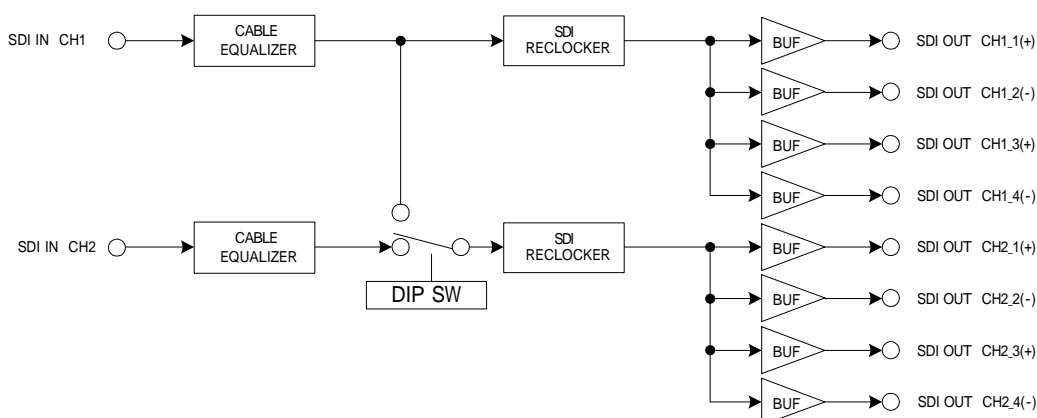 SDI IN CH1
CABLE
EQUALIZER
SDI
RECLOCKER
BUF
SDI OUT CH1_1(+)
BUF
SDI OUT CH1_2(-)
BUF
SDI OUT CH1_3(+)
BUF
SDI OUT CH1_4(-)
SDI IN CH2
CABLE
EQUALIZER
DIP SW
SDI
RECLOCKER
BUF
SDI OUT CH2_1(+)
BUF
SDI OUT CH2_2(-)
BUF
SDI OUT CH2_3(+)
BUF
SDI OUT CH2_4(-)